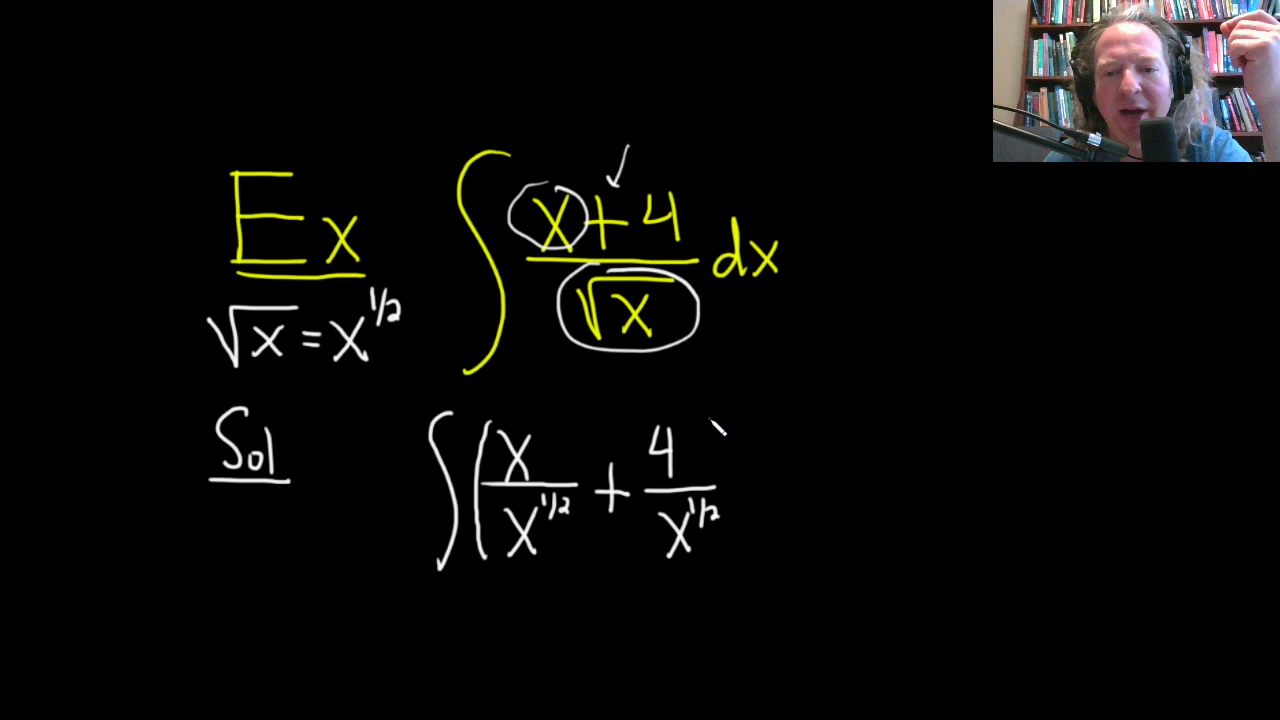 Ex ∫ (x+4)/√x dx
√x = x^1/2
Sol ∫ (x/x^1/2 + 4/x^1/2